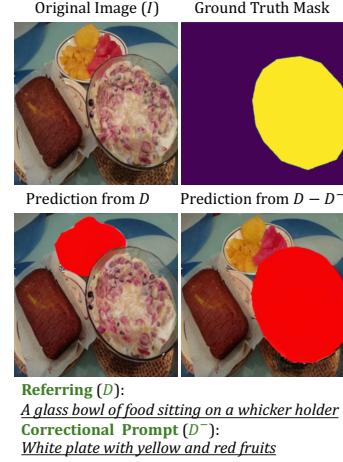 Original Image (I) Ground Truth Mask
Prediction from D Prediction from D − D⁻
Referring (D):
A glass bowl of food sitting on a whicker holder
Correctional Prompt (D⁻):
White plate with yellow and red fruits